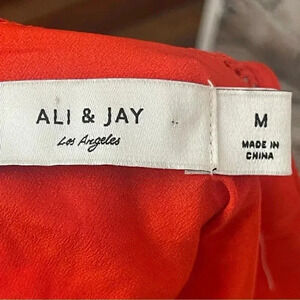 ALI & JAY
Los Angeles
M
MADE IN
CHINA